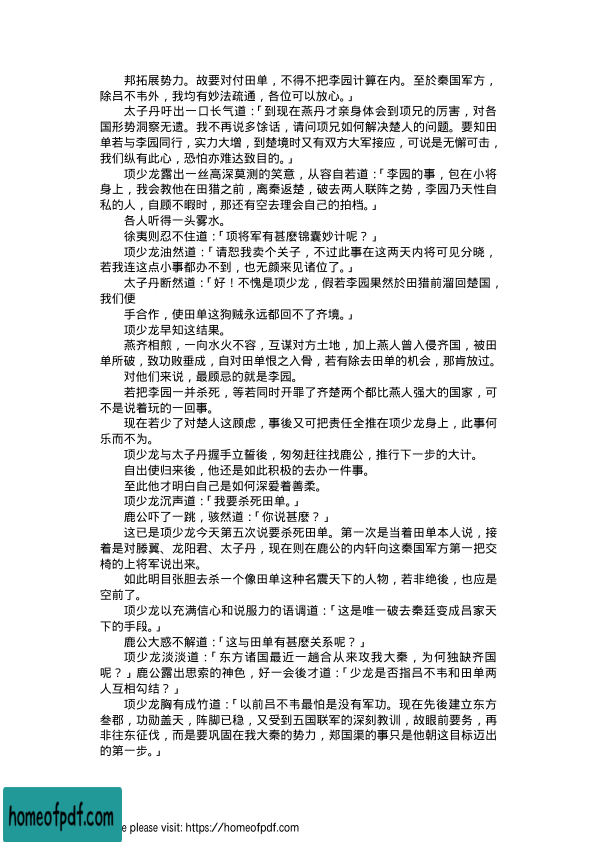 邦拓展势力。故要对付田单，不得不把李园计算在内。至於秦国军方，
除吕不韦外，我均有妙法疏通，各位可以放心。」
太子丹吁出一口长气道：「到现在燕丹才亲身体会到项兄的厉害，对各
国形势洞察无遗。我不再说多馀话，请问项兄如何解决楚人的问题。要知田
单若与李园同行，实力大增，到楚境时又有双方大军接应，可说是无懈可击，
我们纵有此心，恐怕亦难达致目的。」
项少龙露出一丝高深莫测的笑意，从容自若道：「李园的事，包在小将
身上，我会教他在田猎之前，离秦返楚，破去两人联阵之势，李园乃天性自
私的人，自顾不暇时，那还有空去理会自己的拍档。」
各人听得一头雾水。
徐夷则忍不住道：「项将军有甚麽锦囊妙计呢？」
项少龙油然道：「请恕我卖个关子，不过此事在这两天内将可见分晓，
若我连这点小事都办不到，也无颜来见诸位了。」
太子丹断然道：「好！不愧是项少龙，假若李园果然於田猎前溜回楚国，
我们便
手合作，使田单这狗贼永远都回不了齐境。」
项少龙早知这结果。
燕齐相煎，一向水火不容，互谋对方土地，加上燕人曾入侵齐国，被田
单所破，致功败垂成，自对田单恨之入骨，若有除去田单的机会，那肯放过。
对他们来说，最顾忌的就是李园。
若把李园一并杀死，等若同时开罪了齐楚两个都比燕人强大的国家，可
不是说着玩的一回事。
现在若少了对楚人这顾虑，事後又可把责任全推在项少龙身上，此事何
乐而不为。
项少龙与太子丹握手立誓後，匆匆赶往找鹿公，推行下一步的大计。
自出使归来後，他还是如此积极的去办一件事。
至此他才明白自己是如何深爱着善柔。
项少龙沉声道：「我要杀死田单。」
鹿公吓了一跳，骇然道：「你说甚麽？」
这已是项少龙今天第五次说要杀死田单。第一次是当着田单本人说，接
着是对滕翼、龙阳君、太子丹，现在则在鹿公的内轩向这秦国军方第一把交
椅的上将军说出来。
如此明目张胆去杀一个像田单这种名震天下的人物，若非绝後，也应是
空前了。
项少龙以充满信心和说服力的语调道：「这是唯一破去秦廷变成吕家天
下的手段。」
鹿公大惑不解道：「这与田单有甚麽关系呢？」
项少龙淡淡道：「东方诸国最近一趟合从来攻我大秦，为何独缺齐国
呢？」鹿公露出思索的神色，好一会後才道：「少龙是否指吕不韦和田单两
人互相勾结？」
项少龙胸有成竹道：「以前吕不韦最怕是没有军功。现在先後建立东方
叁郡，功勋盖天，阵脚已稳，又受到五国联军的深刻教训，故眼前要务，再
非往东征伐，而是要巩固在我大秦的势力，郑国渠的事只是他朝这目标迈出
的第一步。」
homeofpdf.com
please visit: https://homeofpdf.com